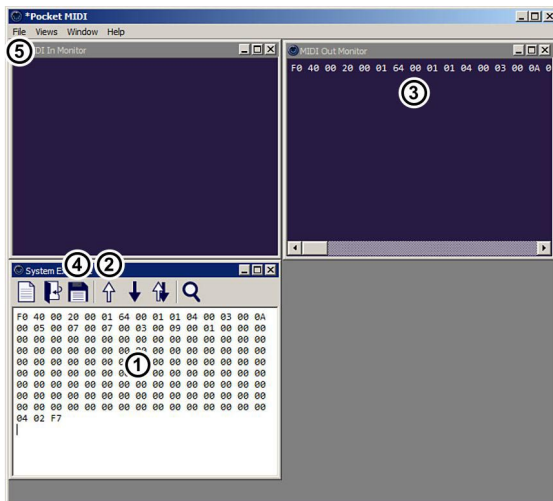 *Pocket MIDI
File Views Window Help
5 In Monitor
MIDI Out Monitor
F0 40 00 20 00 01 64 00 01 01 04 00 03 00 0A 0
3
4 2
System
F0 40 00 20 00 01 64 00 01 01 04 00 03 00 0A
00 05 00 07 00 07 00 03 00 09 00 01 00 00 00
00 00 00 00 00 00 00 00 00 00 00 00 00 00 00
00 00 00 00 00 00 00 00 00 00 00 00 00 00
00 00 00 00 00 00 1 00 00 00 00 00 00 00
00 00 00 00 00 00 00 00 00 00 00 00 00
00 00 00 00 00 00 00 00 00 00 00 00 00 00 00
00 00 00 00 00 00 00 00 00 00 00 00 00 00 00
00 00 00 00 00 00 00 00 00 00 00 00 00 00 00
04 02 F7